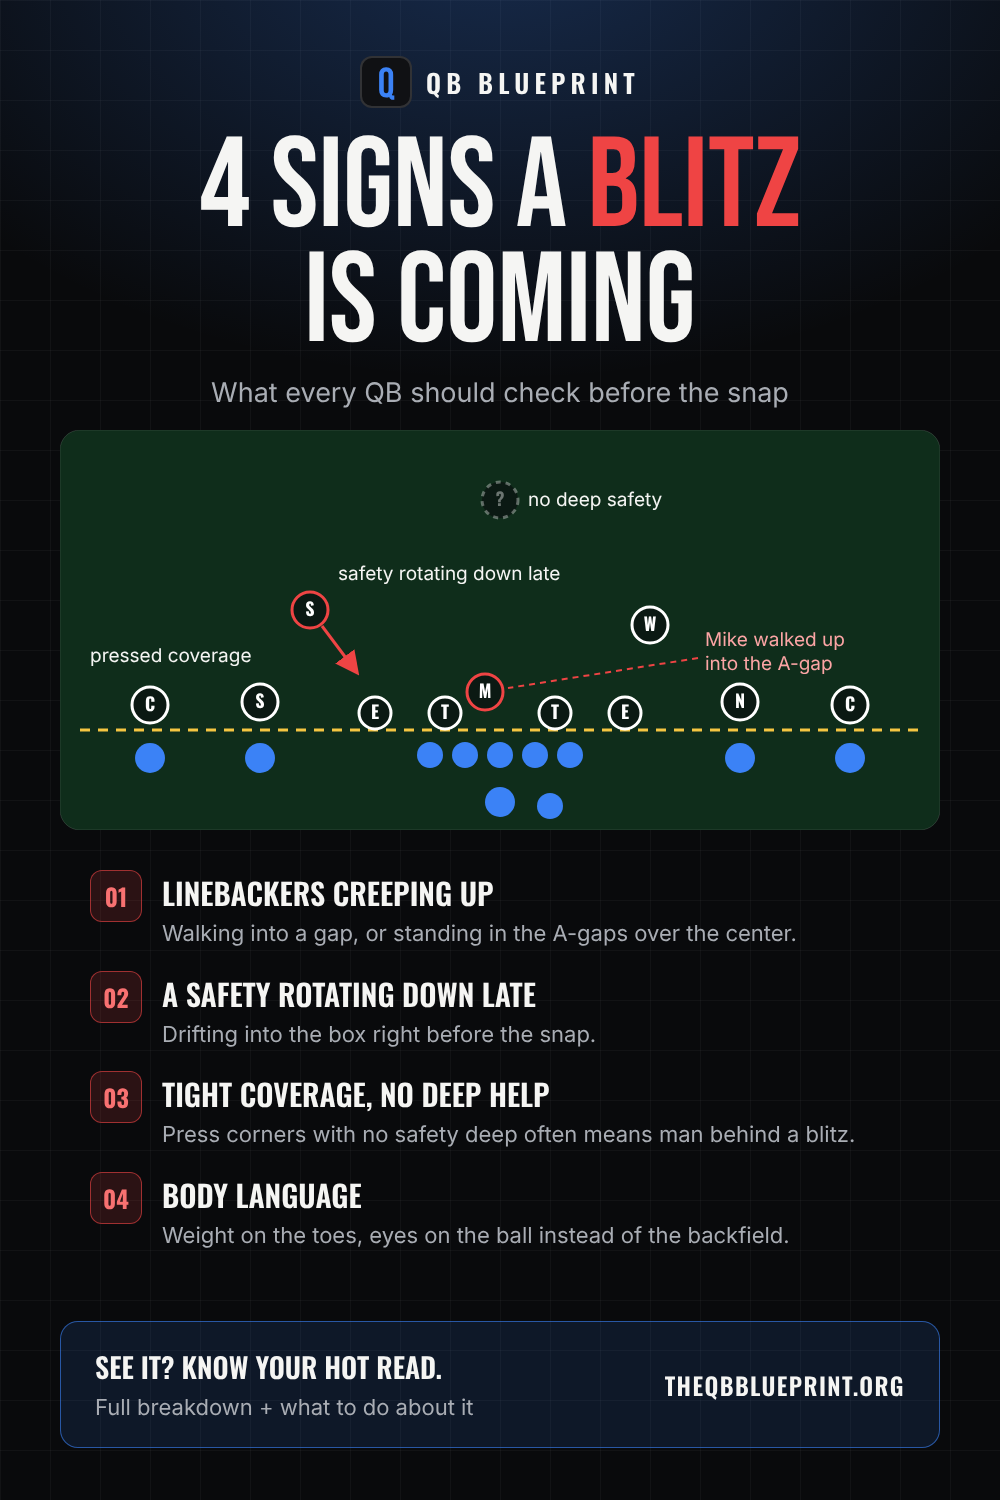 Q QB BLUEPRINT
4 SIGNS A BLITZ
IS COMING
What every QB should check before the snap
? no deep safety
safety rotating down late
S
W
Mike walked up
into the A-gap
pressed coverage
C S E T M T E N C
01 LINEBACKERS CREEPING UP
Walking into a gap, or standing in the A-gaps over the center.
02 A SAFETY ROTATING DOWN LATE
Drifting into the box right before the snap.
03 TIGHT COVERAGE, NO DEEP HELP
Press corners with no safety deep often means man behind a blitz.
04 BODY LANGUAGE
Weight on the toes, eyes on the ball instead of the backfield.
SEE IT? KNOW YOUR HOT READ.
Full breakdown + what to do about it
THEQBBLUEPRINT.ORG